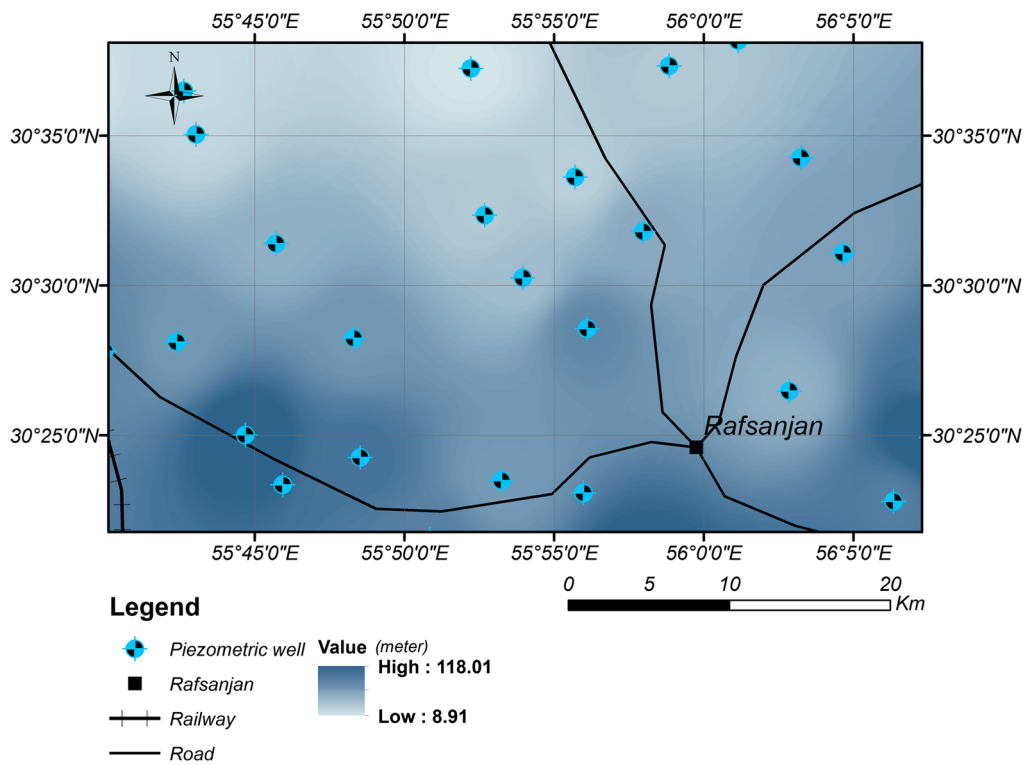 55°45'0"E 55°50'0"E 55°55'0"E 56°0'0"E 56°5'0"E
N
30°35'0"N 30°35'0"N
30°30'0"N 30°30'0"N
Rafsanjan
30°25'0"N 30°25'0"N
55°45'0"E 55°50'0"E 55°55'0"E 56°0'0"E 56°5'0"E
0 5 10 20
Km
Legend
Piezometric well
Rafsanjan
Railway
Road
Value (meter)
High : 118.01
Low : 8.91